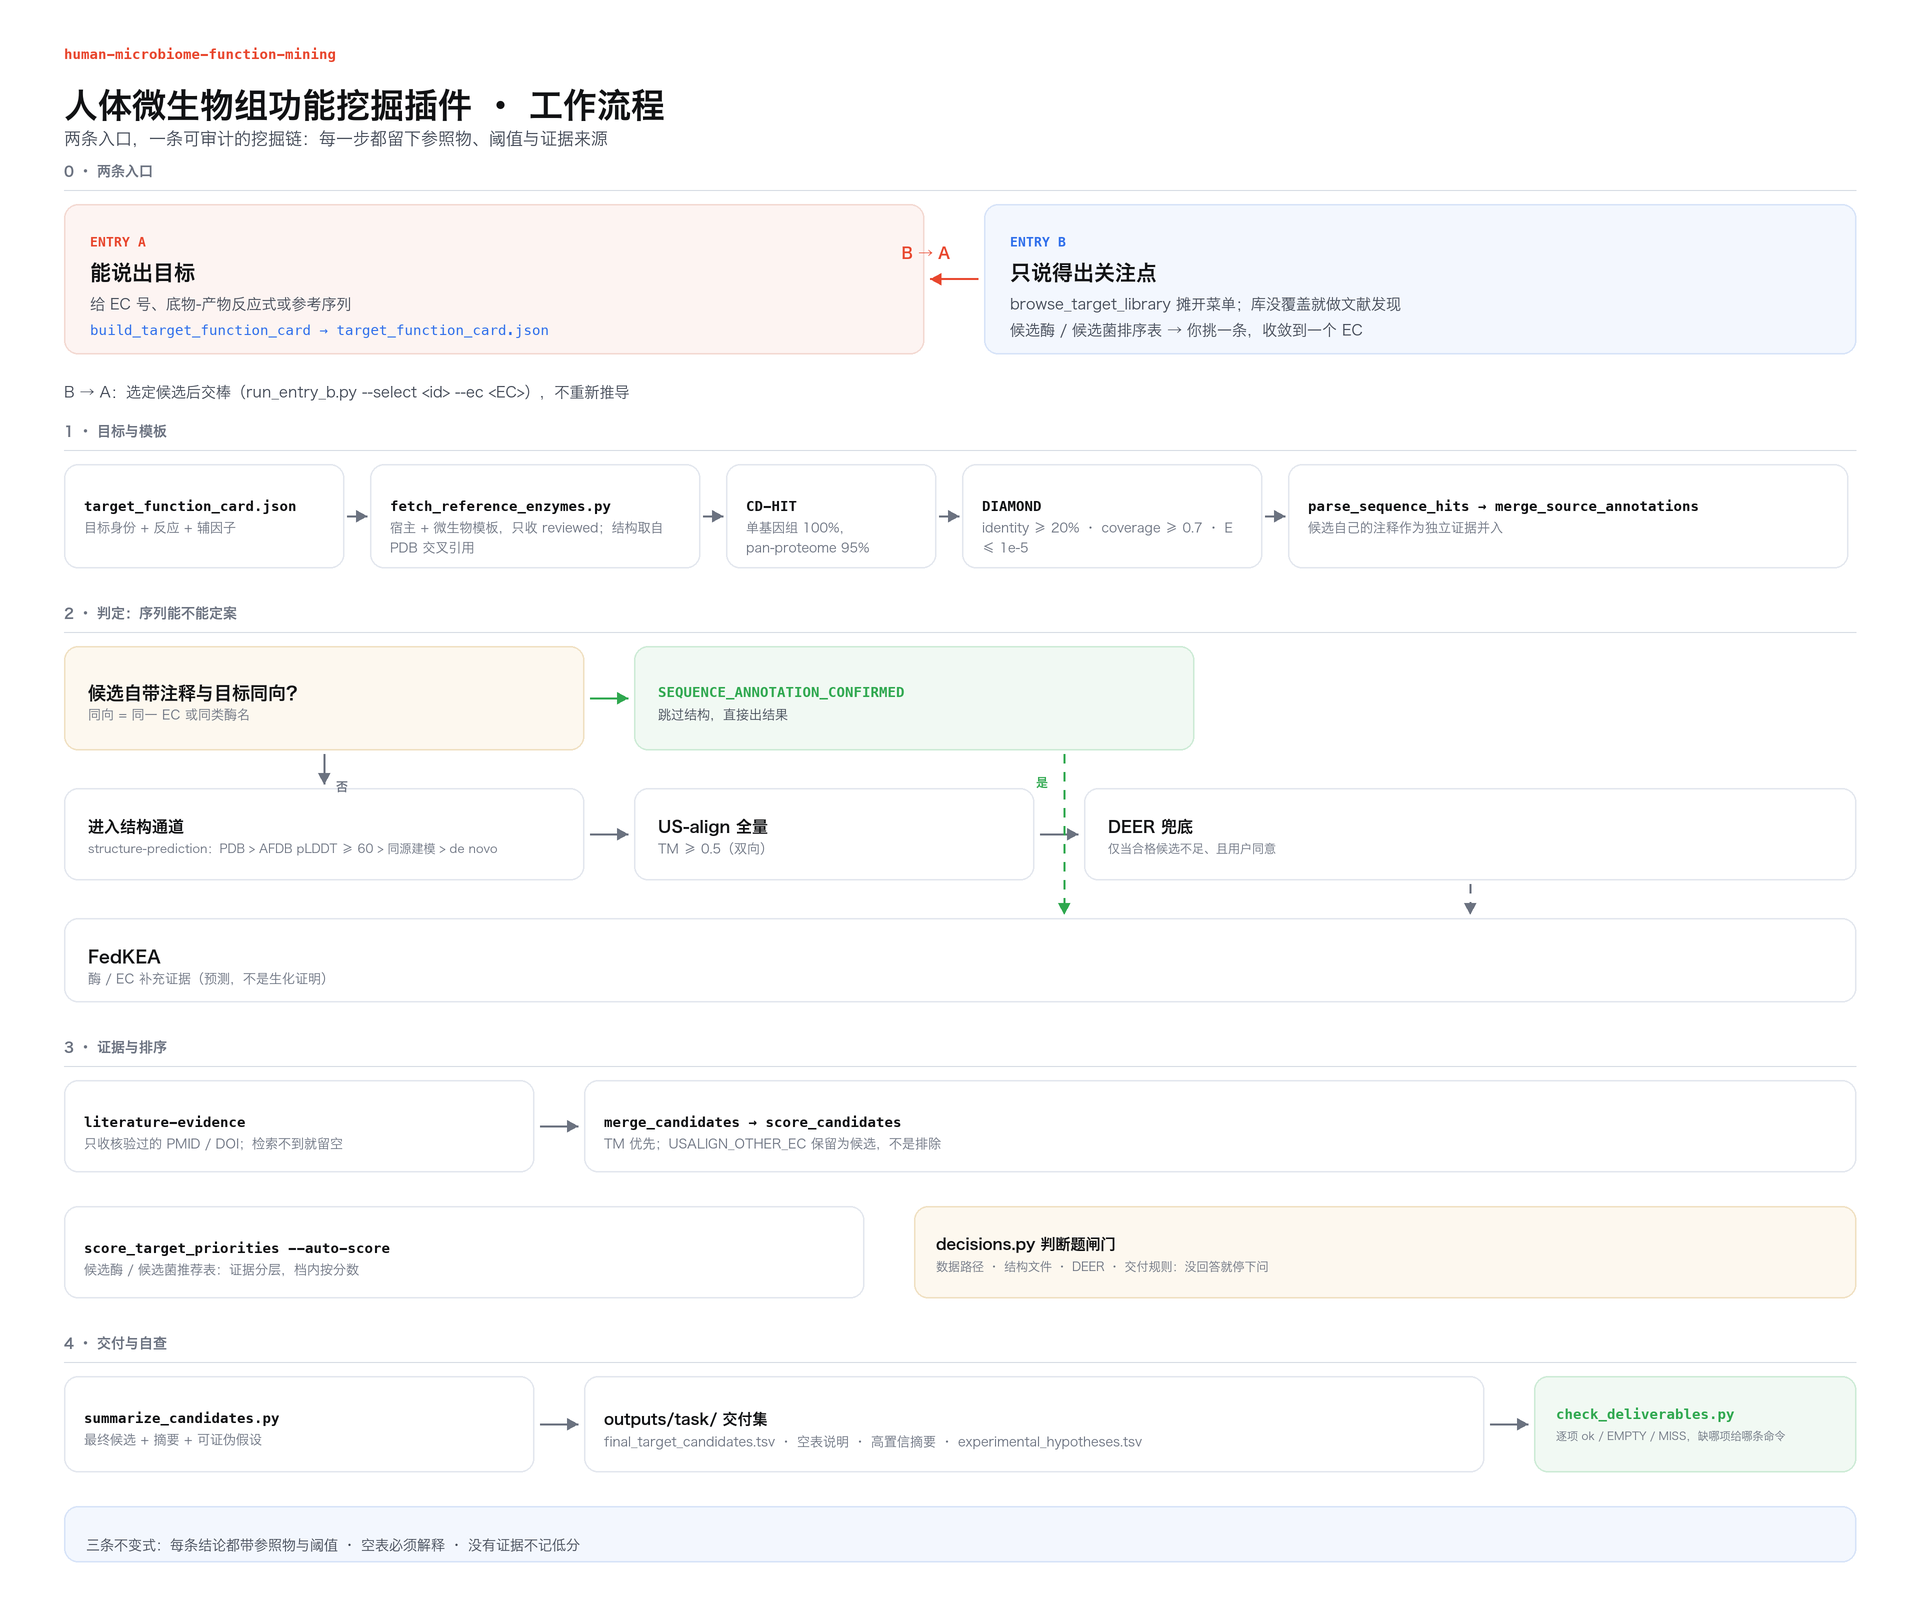 human-microbiome-function-mining
人体微生物组功能挖掘插件 · 工作流程
两条入口，一条可审计的挖掘链：每一步都留下参照物、阈值与证据来源
0 · 两条入口
ENTRY A
能说出目标
给 EC 号、底物-产物反应式或参考序列
build_target_function_card → target_function_card.json
B → A
ENTRY B
只说得出关注点
browse_target_library 摊开菜单；库没覆盖就做文献发现
候选酶 / 候选菌排序表 → 你挑一条，收敛到一个 EC
B → A：选定候选后交棒（run_entry_b.py --select <id> --ec <EC>），不重新推导
1 · 目标与模板
target_function_card.json
目标身份 + 反应 + 辅因子
fetch_reference_enzymes.py
宿主 + 微生物模板，只收 reviewed；结构取自
PDB 交叉引用
CD-HIT
单基因组 100%，
pan-proteome 95%
DIAMOND
identity ≥ 20% · coverage ≥ 0.7 · E
≤ 1e-5
parse_sequence_hits → merge_source_annotations
候选自己的注释作为独立证据并入
2 · 判定：序列能不能定案
候选自带注释与目标同向？
同向 = 同一 EC 或同类酶名
SEQUENCE_ANNOTATION_CONFIRMED
跳过结构，直接出结果
否
是
进入结构通道
structure-prediction：PDB > AFDB pLDDT ≥ 60 > 同源建模 > de novo
US-align 全量
TM ≥ 0.5（双向）
DEER 兜底
仅当合格候选不足、且用户同意
FedKEA
酶 / EC 补充证据（预测，不是生化证明）
3 · 证据与排序
literature-evidence
只收核验过的 PMID / DOI；检索不到就留空
merge_candidates → score_candidates
TM 优先；USALIGN_OTHER_EC 保留为候选，不是排除
score_target_priorities --auto-score
候选酶 / 候选菌推荐表：证据分层，档内按分数
decisions.py 判断题闸门
数据路径 · 结构文件 · DEER · 交付规则：没回答就停下问
4 · 交付与自查
summarize_candidates.py
最终候选 + 摘要 + 可证伪假设
outputs/task/ 交付集
final_target_candidates.tsv · 空表说明 · 高置信摘要 · experimental_hypotheses.tsv
check_deliverables.py
逐项 ok / EMPTY / MISS，缺哪项给哪条命令
三条不变式：每条结论都带参照物与阈值 · 空表必须解释 · 没有证据不记低分